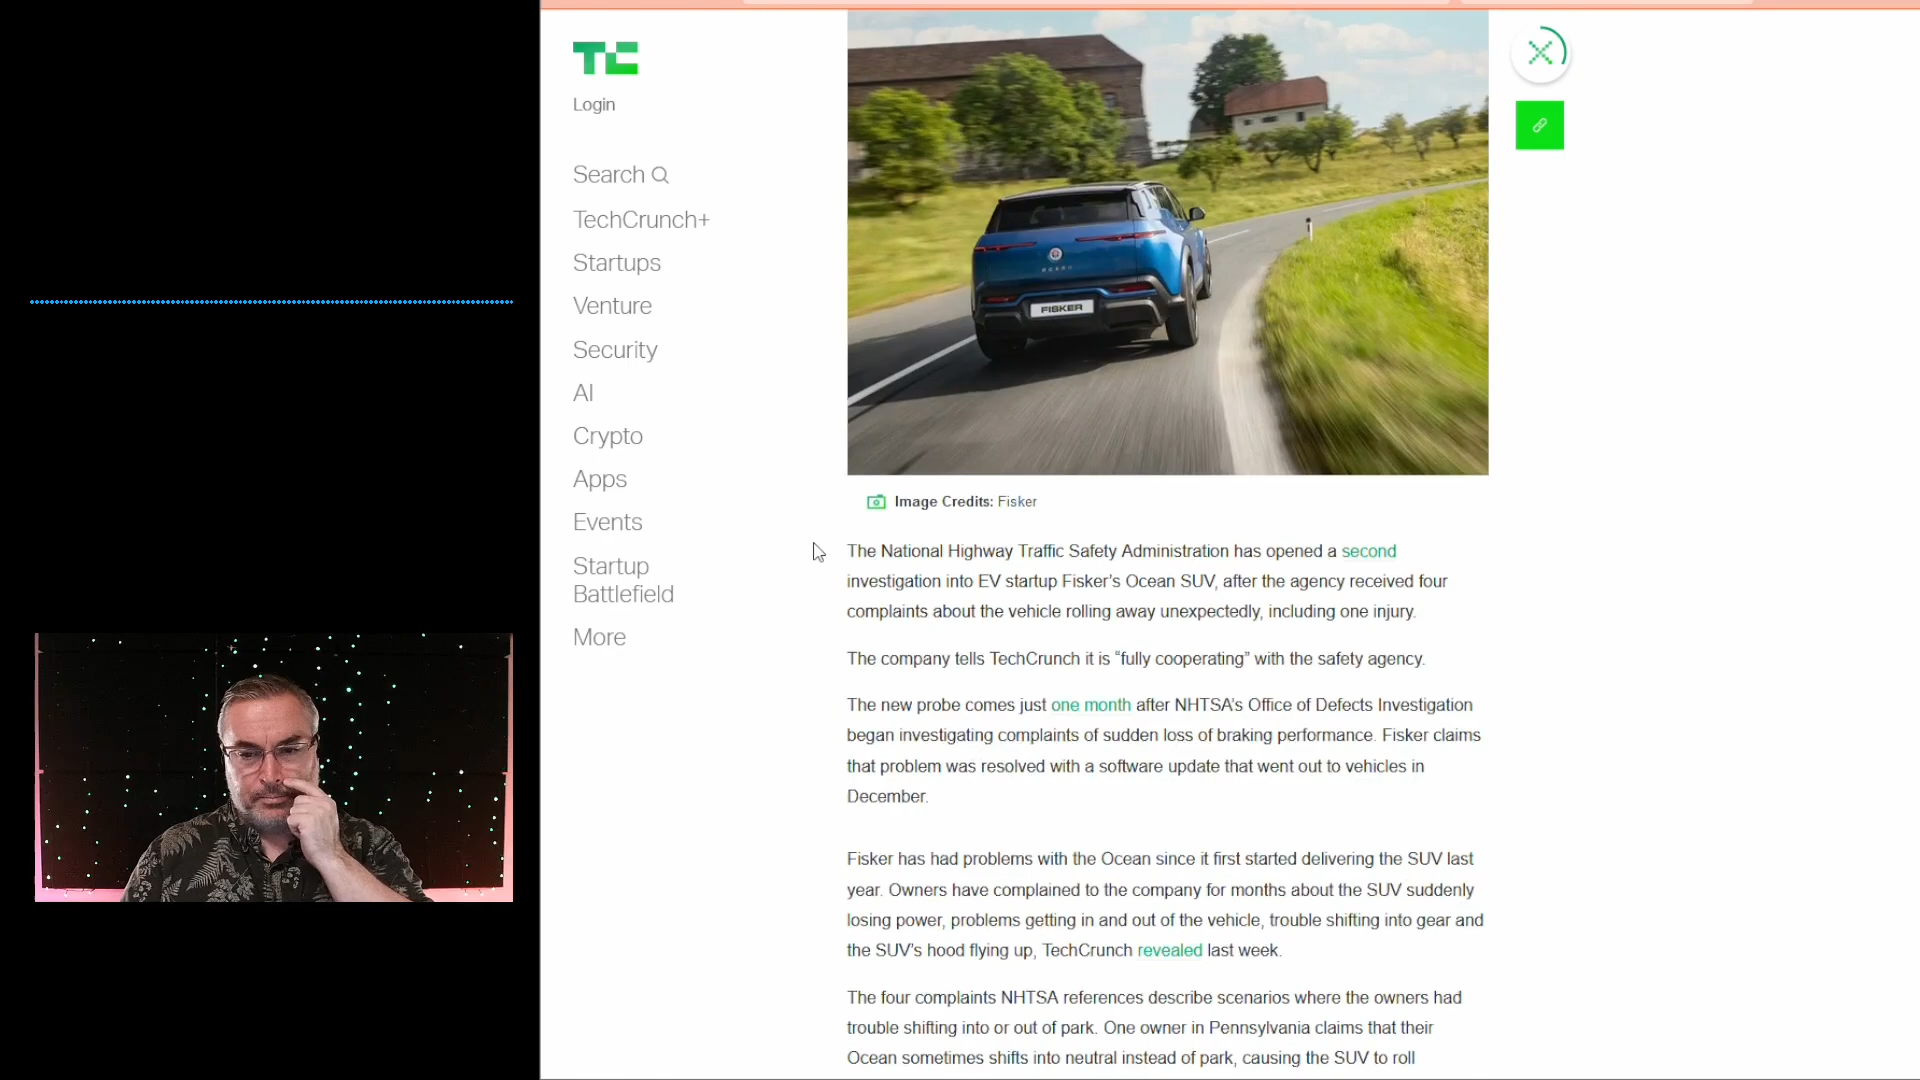 TC
Login
Search
TechCrunch+
Startups
Venture
Security
AI
Crypto
Apps
Events
Startup
Battlefield
More
FISKER
Image Credits: Fisker
The National Highway Traffic Safety Administration has opened a second
investigation into EV startup Fisker’s Ocean SUV, after the agency received four
complaints about the vehicle rolling away unexpectedly, including one injury.
The company tells TechCrunch it is “fully cooperating” with the safety agency.
The new probe comes just one month after NHTSA’s Office of Defects Investigation
began investigating complaints of sudden loss of braking performance. Fisker claims
that problem was resolved with a software update that went out to vehicles in
December.
Fisker has had problems with the Ocean since it first started delivering the SUV last
year. Owners have complained to the company for months about the SUV suddenly
losing power, problems getting in and out of the vehicle, trouble shifting into gear and
the SUV’s hood flying up, TechCrunch revealed last week.
The four complaints NHTSA references describe scenarios where the owners had
trouble shifting into or out of park. One owner in Pennsylvania claims that their
Ocean sometimes shifts into neutral instead of park, causing the SUV to roll